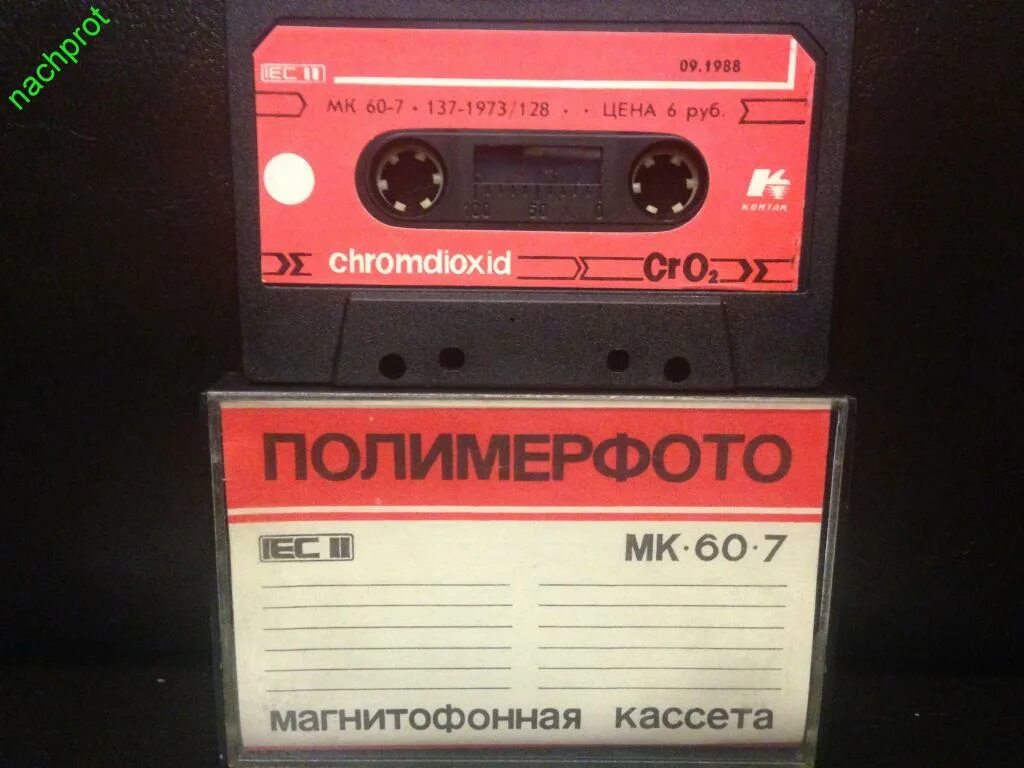 nachprot
IEC II
09.1988
МК 60-7 • 137-1973/128 • • ЦЕНА 6 руб.
100 50 0
К
КОНТАК
chromdioxid CrO₂
ПОЛИМЕРФОТО
IEC II МК·60·7
магнитофонная кассета